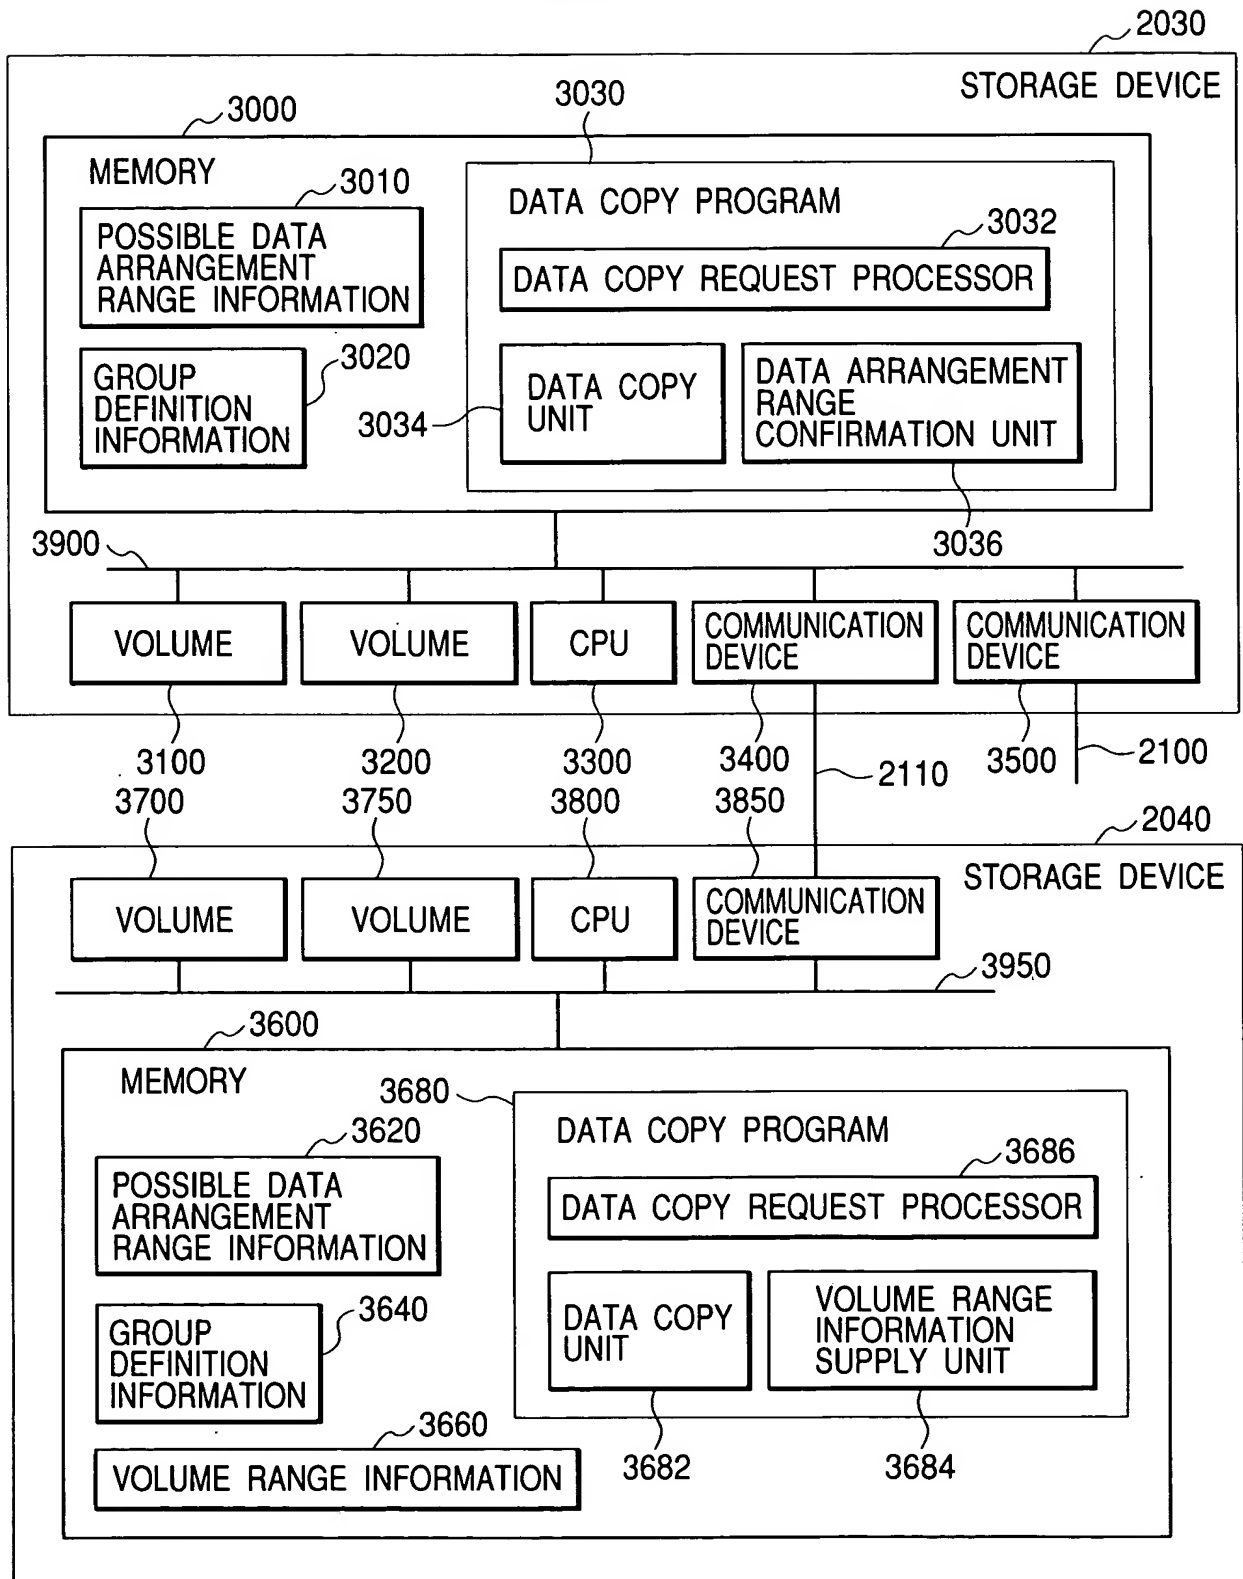 2030
STORAGE DEVICE
3000
3030
MEMORY
3010
POSSIBLE DATA
ARRANGEMENT
RANGE INFORMATION
DATA COPY PROGRAM
3032
DATA COPY REQUEST PROCESSOR
3020
GROUP
DEFINITION
INFORMATION
3034
DATA COPY
UNIT
DATA ARRANGEMENT
RANGE
CONFIRMATION UNIT
3036
3900
VOLUME
VOLUME
CPU
COMMUNICATION
DEVICE
COMMUNICATION
DEVICE
3100
3200
3300
3400
2110
3500
2100
3700
3750
3800
3850
2040
STORAGE DEVICE
VOLUME
VOLUME
CPU
COMMUNICATION
DEVICE
3950
3600
MEMORY
3680
3620
POSSIBLE DATA
ARRANGEMENT
RANGE INFORMATION
DATA COPY PROGRAM
3686
DATA COPY REQUEST PROCESSOR
3640
GROUP
DEFINITION
INFORMATION
DATA COPY
UNIT
VOLUME RANGE
INFORMATION
SUPPLY UNIT
3660
VOLUME RANGE INFORMATION
3682
3684